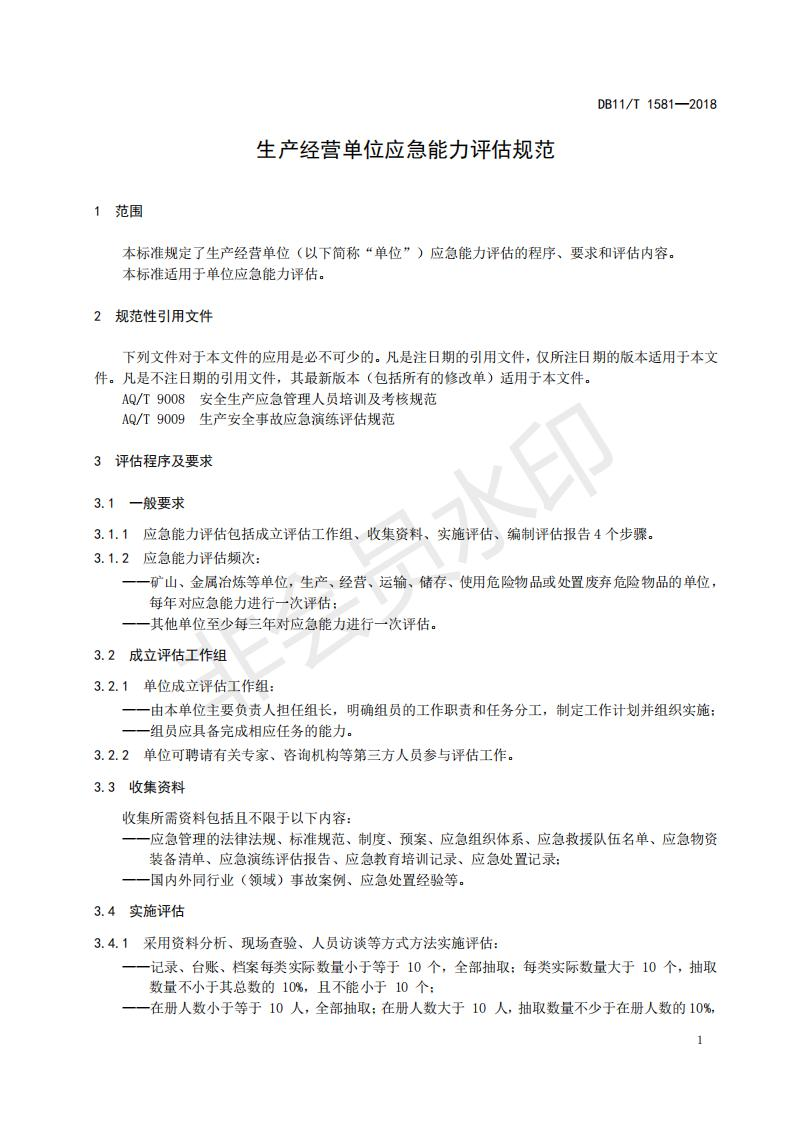 DB11/T 1581—2018
生产经营单位应急能力评估规范
1 范围
本标准规定了生产经营单位（以下简称“单位”）应急能力评估的程序、要求和评估内容。
本标准适用于单位应急能力评估。
2 规范性引用文件
下列文件对于本文件的应用是必不可少的。凡是注日期的引用文件，仅所注日期的版本适用于本文
件。凡是不注日期的引用文件，其最新版本（包括所有的修改单）适用于本文件。
AQ/T 9008 安全生产应急管理人员培训及考核规范
AQ/T 9009 生产安全事故应急演练评估规范
3 评估程序及要求
3.1 一般要求
3.1.1 应急能力评估包括成立评估工作组、收集资料、实施评估、编制评估报告 4 个步骤。
3.1.2 应急能力评估频次：
——矿山、金属冶炼等单位，生产、经营、运输、储存、使用危险物品或处置废弃危险物品的单位，
每年对应急能力进行一次评估；
——其他单位至少每三年对应急能力进行一次评估。
3.2 成立评估工作组
3.2.1 单位成立评估工作组：
——由本单位主要负责人担任组长，明确组员的工作职责和任务分工，制定工作计划并组织实施；
——组员应具备完成相应任务的能力。
3.2.2 单位可聘请有关专家、咨询机构等第三方人员参与评估工作。
3.3 收集资料
收集所需资料包括且不限于以下内容：
——应急管理的法律法规、标准规范、制度、预案、应急组织体系、应急救援队伍名单、应急物资
装备清单、应急演练评估报告、应急教育培训记录、应急处置记录；
——国内外同行业（领域）事故案例、应急处置经验等。
3.4 实施评估
3.4.1 采用资料分析、现场查验、人员访谈等方式方法实施评估：
——记录、台账、档案每类实际数量小于等于 10 个，全部抽取；每类实际数量大于 10 个，抽取
数量不小于其总数的 10%，且不能小于 10 个；
——在册人数小于等于 10 人，全部抽取；在册人数大于 10 人，抽取数量不少于在册人数的 10%，
1
非会员水印